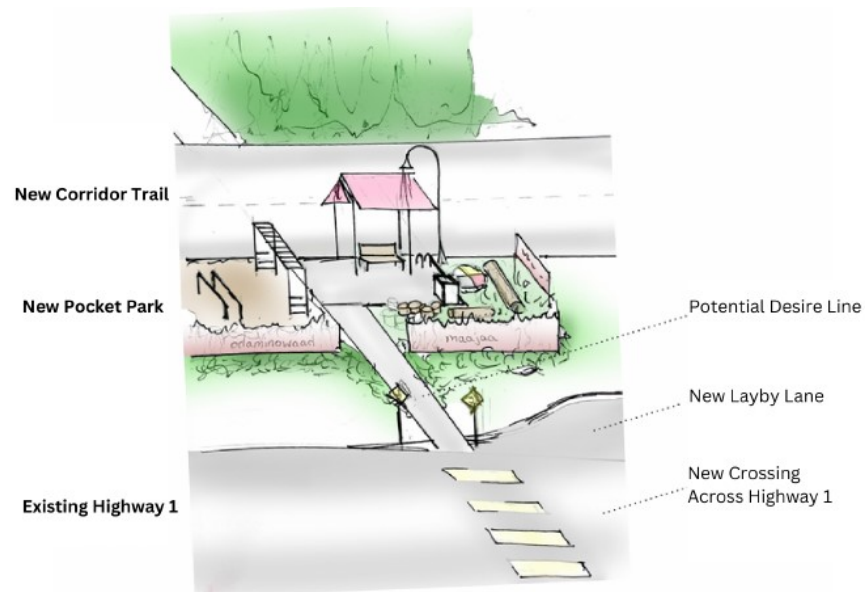 New Corridor Trail
New Pocket Park
odaminowaad
maajaa
Potential Desire Line
New Layby Lane
Existing Highway 1
New Crossing
Across Highway 1